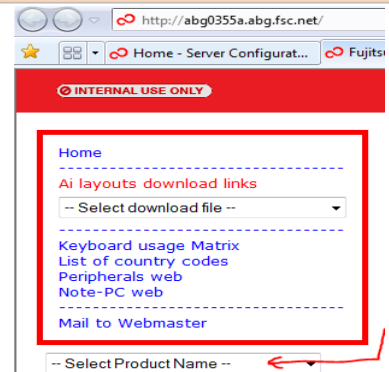 http://abg0355a.abg.fsc.net/
Home - Server Configurat...
Fujitsu
INTERNAL USE ONLY
Home
Ai layouts download links
-- Select download file --
Keyboard usage Matrix
List of country codes
Peripherals web
Note-PC web
Mail to Webmaster
-- Select Product Name --